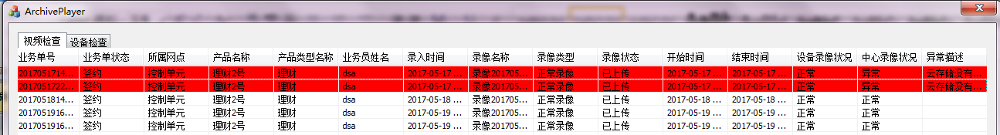 ArchivePlayer
视频检查 设备检查
业务单号 业务单状态 所属网点 产品名称 产品类型名称 业务员姓名 录入时间 录像名称 录像类型 录像状态 开始时间 结束时间 设备录像状况 中心录像状况 异常描述
2017051714... 签约 控制单元 理财2号 理财 dsa 2017-05-17 ... 录像201705... 正常录像 已上传 2017-05-17 ... 2017-05-17 ... 正常 异常 云存储没有...
2017051722... 签约 控制单元 理财2号 理财 dsa 2017-05-17 ... 录像201705... 正常录像 已上传 2017-05-17 ... 2017-05-17 ... 正常 异常 云存储没有...
2017051814... 签约 控制单元 理财2号 理财 dsa 2017-05-18 ... 录像201705... 正常录像 已上传 2017-05-18 ... 2017-05-18 ... 正常 正常
2017051916... 签约 控制单元 理财2号 理财 dsa 2017-05-19 ... 录像201705... 正常录像 已上传 2017-05-19 ... 2017-05-19 ... 正常 正常
2017051916... 签约 控制单元 理财2号 理财 dsa 2017-05-19 ... 录像201705... 正常录像 已上传 2017-05-19 ... 2017-05-19 ... 正常 正常